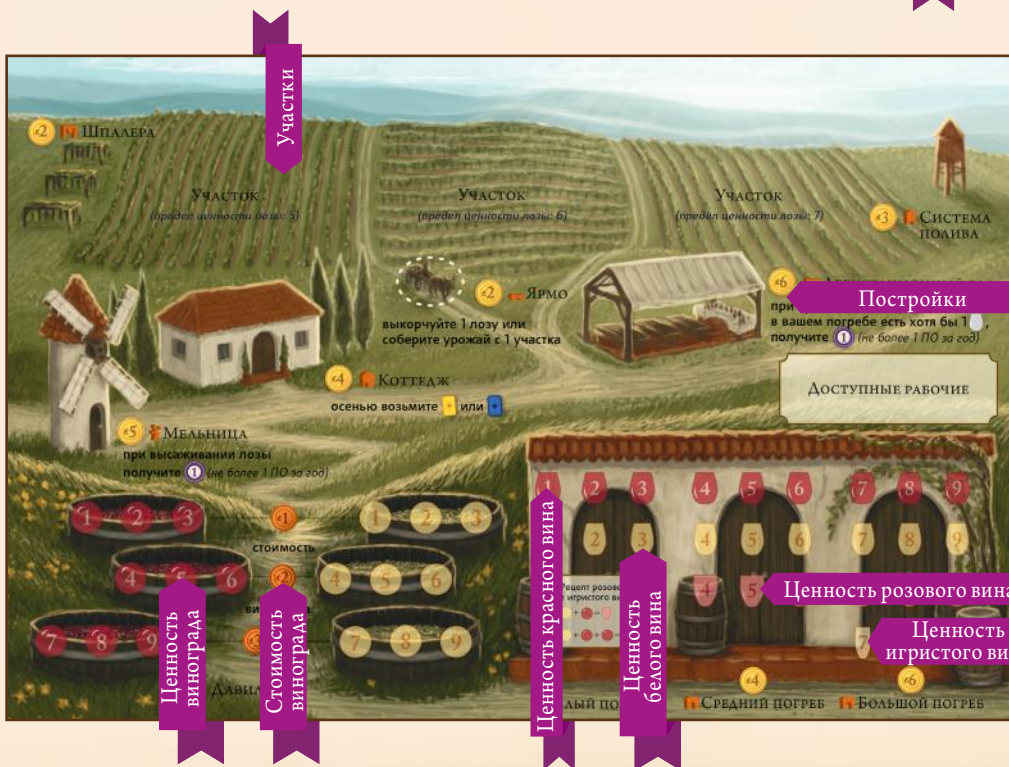 Участки
2 Шпалера
Участок
(предел ценности лозы: 5)
Участок
(предел ценности лозы: 6)
Участок
(предел ценности лозы: 7)
3 Система
полива
2 Ярмо
выкорчуйте 1 лозу или
соберите урожай с 1 участка
6
Постройки
при
в вашем погребе есть хотя бы 1 ,
получите 1 (не более 1 ПО за год)
4 Коттедж
осенью возьмите + или +
Доступные рабочие
5 Мельница
при высаживании лозы
получите 1 (не более 1 ПО за год)
1 2 3
1
1 2 3
стоимость
4 5 6
2
4 5 6
7 8 9
7 8 9
Ценность
винограда
Стоимость
винограда
1 2 3 4 5 6 7 8 9
2 3 4 5 6 7 8 9
4 5
7
+ =
+ +
Ценность красного вина
Ценность
белого вина
Ценность розового вина
Ценность
игристого ви
4
Средний погреб
6
Большой погреб